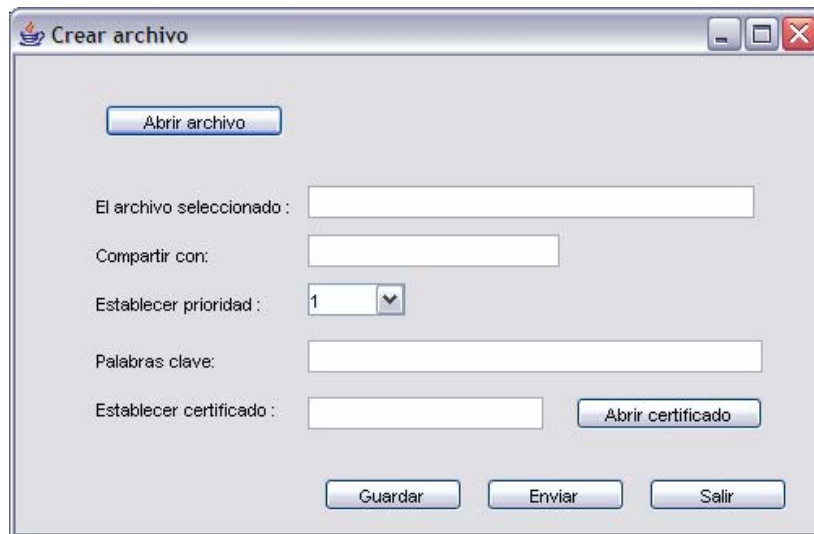 Crear archivo
Abrir archivo
El archivo seleccionado :
Compartir con:
Establecer prioridad :
1
Palabras clave:
Establecer certificado :
Abrir certificado
Guardar
Enviar
Salir